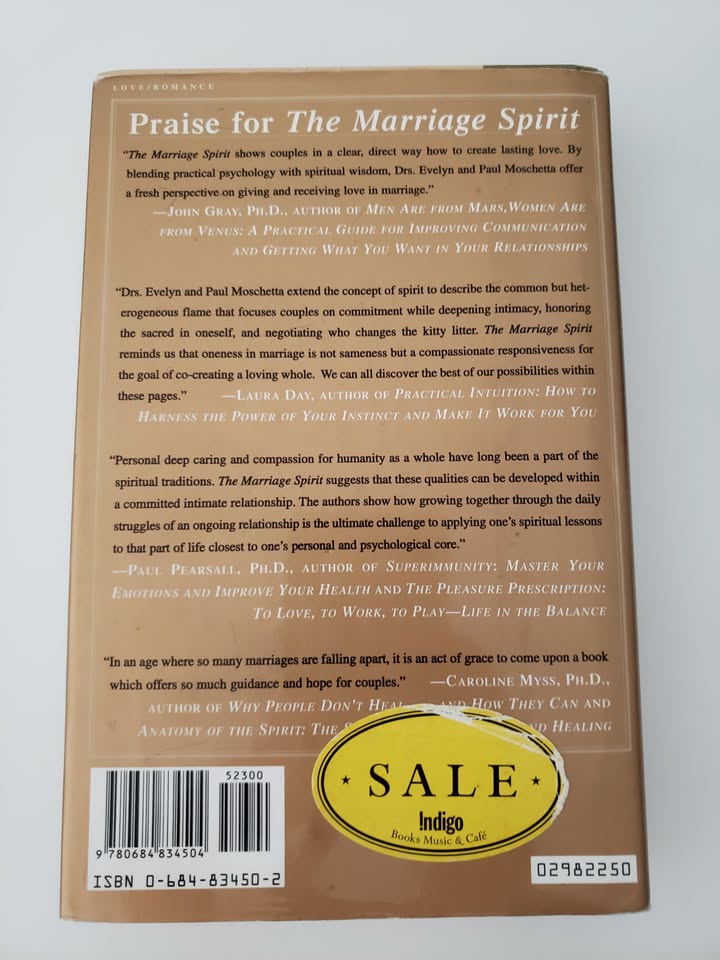 LOVE/ROMANCE
Praise for The Marriage Spirit
“The Marriage Spirit shows couples in a clear, direct way how to create lasting love. By
blending practical psychology with spiritual wisdom, Drs. Evelyn and Paul Moschetta offer
a fresh perspective on giving and receiving love in marriage.”
—JOHN GRAY, PH.D., AUTHOR OF MEN ARE FROM MARS,WOMEN ARE
FROM VENUS: A PRACTICAL GUIDE FOR IMPROVING COMMUNICATION
AND GETTING WHAT YOU WANT IN YOUR RELATIONSHIPS
“Drs. Evelyn and Paul Moschetta extend the concept of spirit to describe the common but het-
erogeneous flame that focuses couples on commitment while deepening intimacy, honoring
the sacred in oneself, and negotiating who changes the kitty litter. The Marriage Spirit
reminds us that oneness in marriage is not sameness but a compassionate responsiveness for
the goal of co-creating a loving whole. We can all discover the best of our possibilities within
these pages.” —LAURA DAY, AUTHOR OF PRACTICAL INTUITION: HOW TO
HARNESS THE POWER OF YOUR INSTINCT AND MAKE IT WORK FOR YOU
“Personal deep caring and compassion for humanity as a whole have long been a part of the
spiritual traditions. The Marriage Spirit suggests that these qualities can be developed within
a committed intimate relationship. The authors show how growing together through the daily
struggles of an ongoing relationship is the ultimate challenge to applying one’s spiritual lessons
to that part of life closest to one’s personal and psychological core.”
—PAUL PEARSALL, PH.D., AUTHOR OF SUPERIMMUNITY: MASTER YOUR
EMOTIONS AND IMPROVE YOUR HEALTH AND THE PLEASURE PRESCRIPTION:
TO LOVE, TO WORK, TO PLAY—LIFE IN THE BALANCE
“In an age where so many marriages are falling apart, it is an act of grace to come upon a book
which offers so much guidance and hope for couples.” —CAROLINE MYSS, PH.D.,
AUTHOR OF WHY PEOPLE DON'T HEAL AND HOW THEY CAN AND
ANATOMY OF THE SPIRIT: THE AND HEALING
SALE
!ndigo
Books Music & Café
52300
9 780684 834504
ISBN 0-684-83450-2
02982250